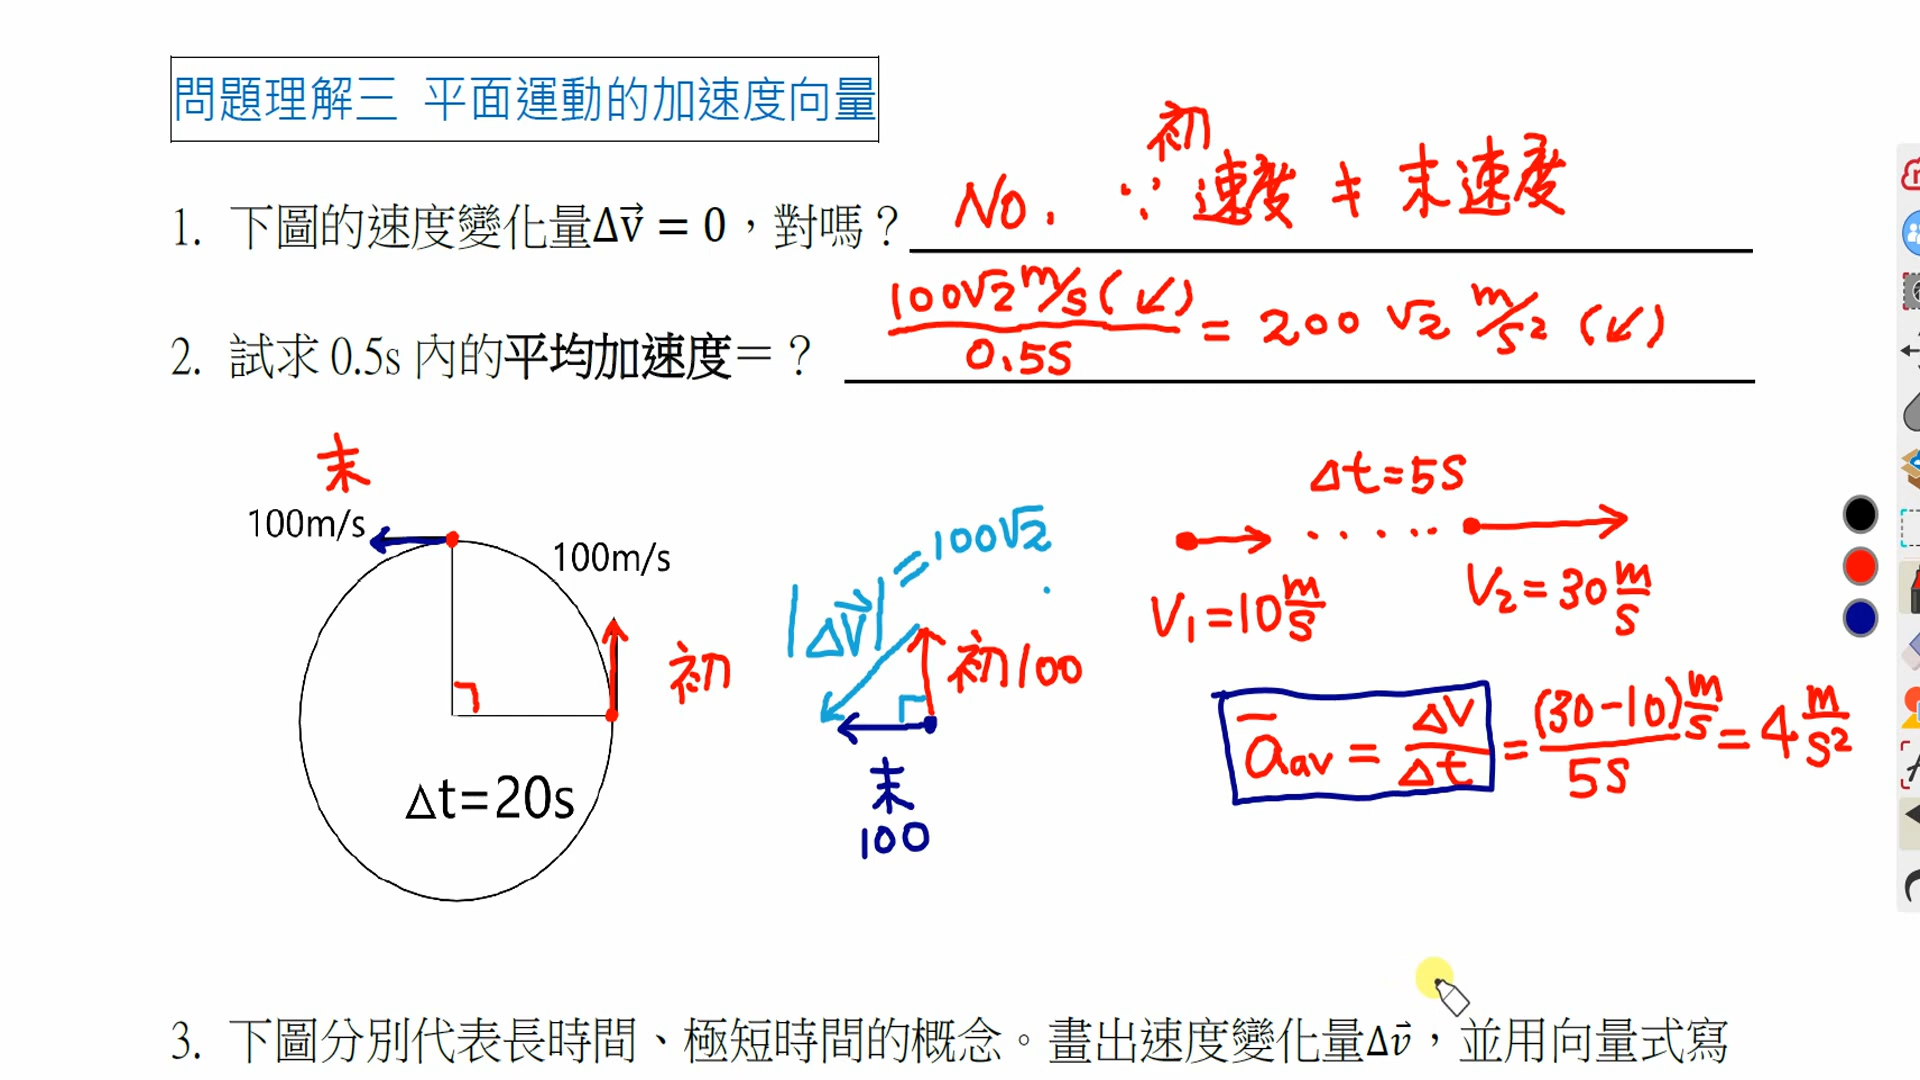 問題理解三 平面運動的加速度向量
初
1. 下圖的速度變化量Δv⃗ = 0，對嗎？ No. ∵速度 ≠ 末速度
100√2 m/s (↙)
0.5s
= 200 √2 m/s² (↙)
2. 試求 0.5s 內的平均加速度＝？
末
100m/s
100m/s
初
Δt=20s
|Δv⃗| = 100√2
初100
末
100
Δt=5s
V₁=10 m/s
V₂=30 m/s
a̅av = ΔV/Δt = (30-10) m/s / 5s = 4 m/s²
3. 下圖分別代表長時間、極短時間的概念。畫出速度變化量Δv⃗，並用向量式寫